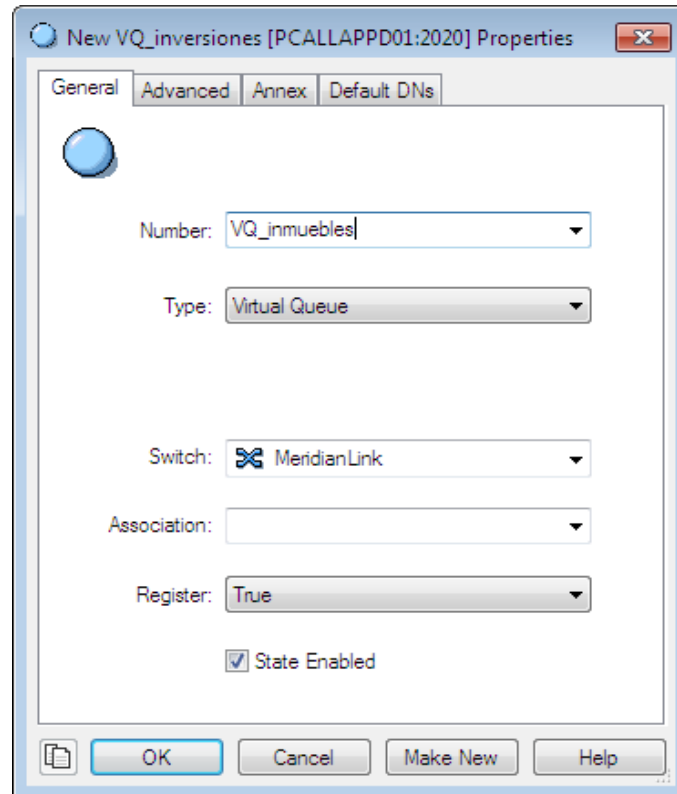 New VQ_inversiones [PCALLAPPD01:2020] Properties
General Advanced Annex Default DNs
Number: VQ_inmuebles
Type: Virtual Queue
Switch: MeridianLink
Association:
Register: True
State Enabled
OK Cancel Make New Help